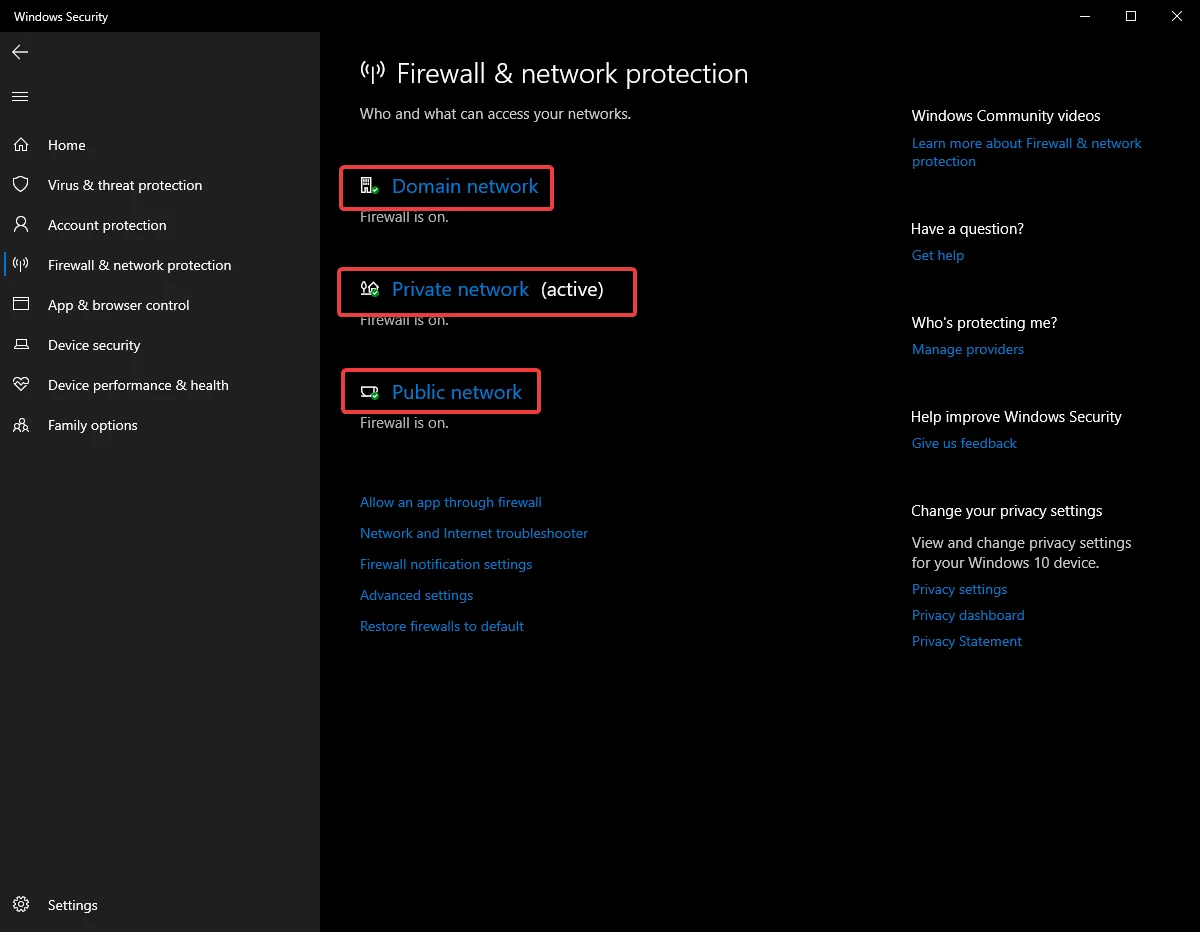 Windows Security
Home
Virus & threat protection
Account protection
Firewall & network protection
App & browser control
Device security
Device performance & health
Family options
Settings
Firewall & network protection
Who and what can access your networks.
Domain network
Firewall is on.
Private network (active)
Firewall is on.
Public network
Firewall is on.
Allow an app through firewall
Network and Internet troubleshooter
Firewall notification settings
Advanced settings
Restore firewalls to default
Windows Community videos
Learn more about Firewall & network
protection
Have a question?
Get help
Who's protecting me?
Manage providers
Help improve Windows Security
Give us feedback
Change your privacy settings
View and change privacy settings
for your Windows 10 device.
Privacy settings
Privacy dashboard
Privacy Statement